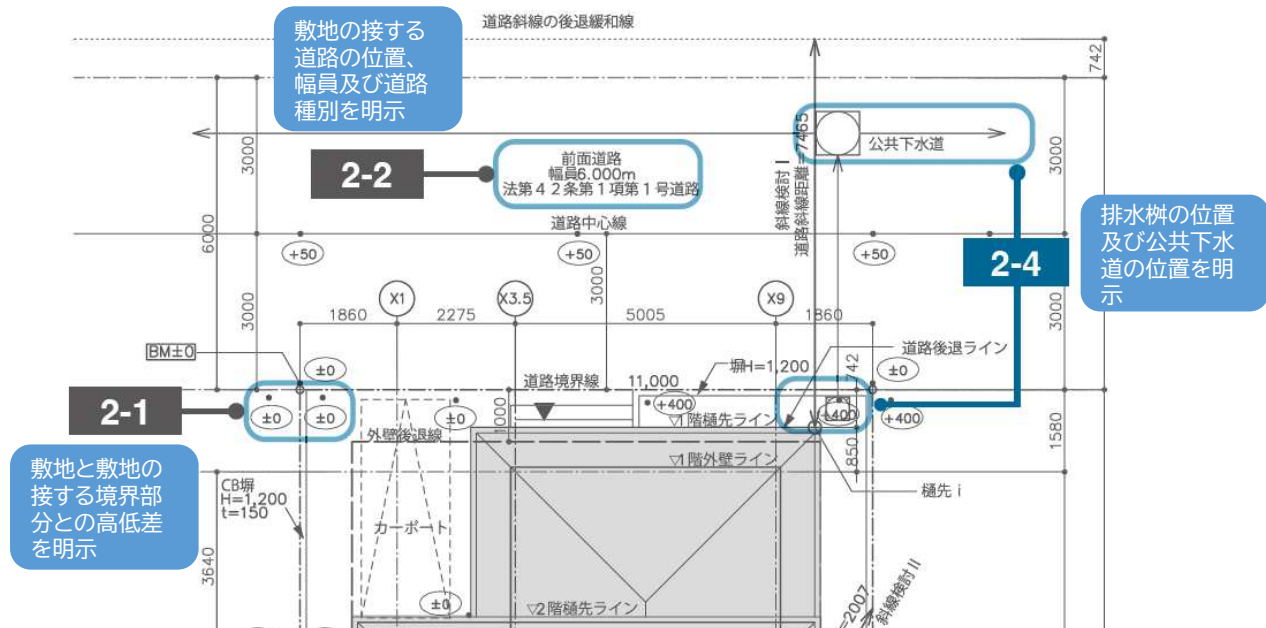 道路斜線の後退緩和線
敷地の接する
道路の位置、
幅員及び道路
種別を明示
742
3000
7465
公共下水道
3000
2-2
前面道路
幅員6.000m
法第42条第1項第1号道路
斜線検討Ⅰ
道路斜線距離=7465
排水桝の位置
及び公共下水
道の位置を明
示
6000
道路中心線
+50
+50
+50
2-4
3000
3000
3000
X1
X3.5
X9
1860
2275
5005
1860
BM±0
±0
道路境界線
11,000
塀H=1,200
742
道路後退ライン
±0
2-1
±0
±0
±0
1000
+400
+400
+400
▽1階樋先ライン
1580
外壁後退線
850
▽1階外壁ライン
敷地と敷地の
接する境界部
分との高低差
を明示
CB塀
H=1,200
t=150
樋先 i
カーポート
3640
±0
▽2階樋先ライン
=2007
斜線検討Ⅱ